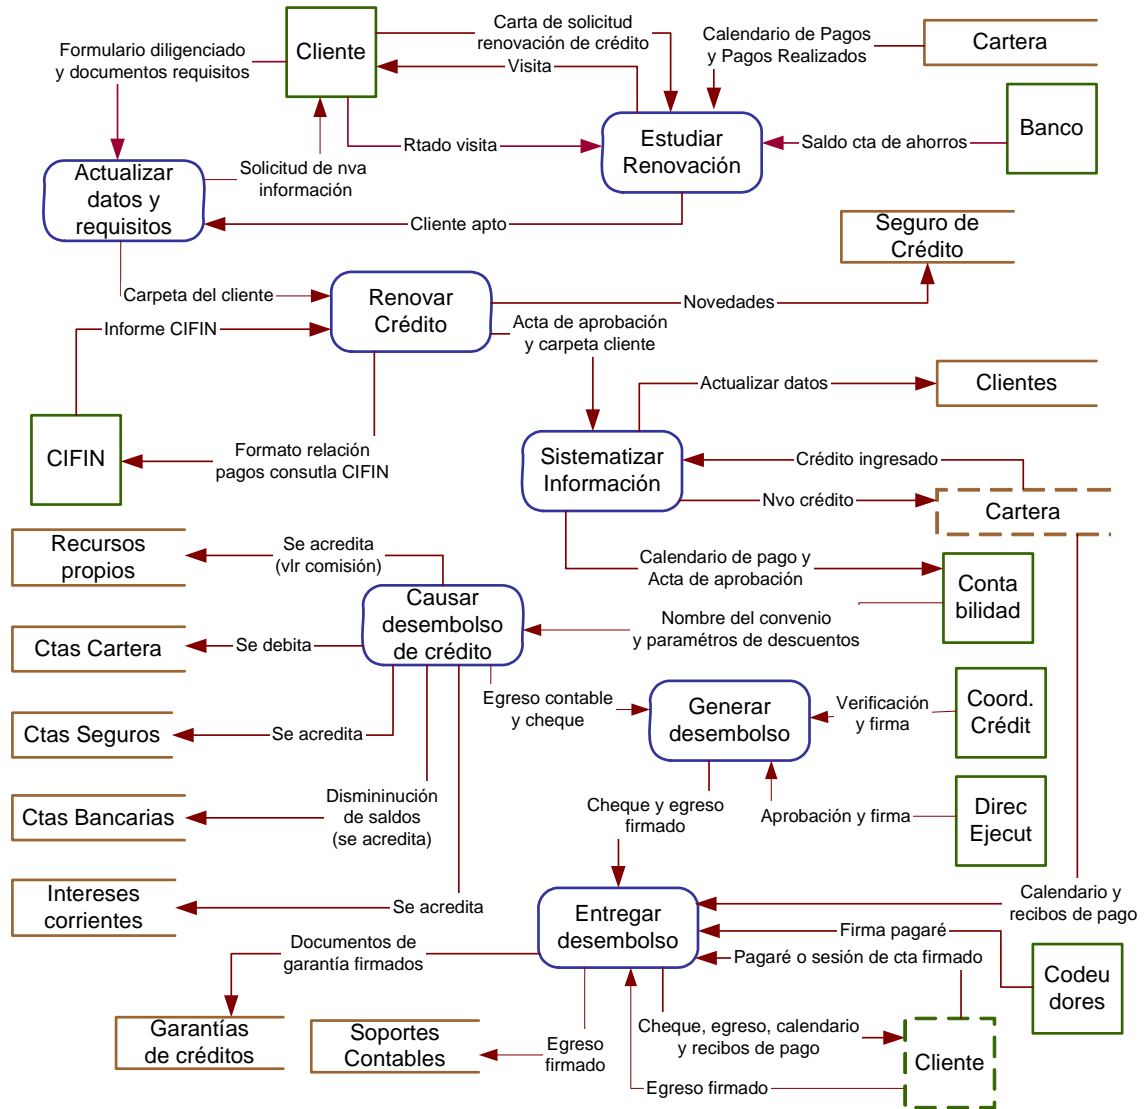 Formulario diligenciado
y documentos requisitos
Cliente
Carta de solicitud
renovación de crédito
Visita
Calendario de Pagos
y Pagos Realizados
Cartera
Banco
Estudiar
Renovación
Rtado visita
Saldo cta de ahorros
Actualizar
datos y
requisitos
Solicitud de nva
información
Cliente apto
Seguro de
Crédito
Carpeta del cliente
Renovar
Crédito
Novedades
Informe CIFIN
Acta de aprobación
y carpeta cliente
Actualizar datos
Clientes
CIFIN
Formato relación
pagos consutla CIFIN
Sistematizar
Información
Crédito ingresado
Nvo crédito
Cartera
Recursos
propios
Se acredita
(vlr comisión)
Calendario de pago y
Acta de aprobación
Conta
bilidad
Causar
desembolso
de crédito
Nombre del convenio
y paramétros de descuentos
Ctas Cartera
Se debita
Egreso contable
y cheque
Generar
desembolso
Verificación
y firma
Coord.
Crédit
Ctas Seguros
Se acredita
Ctas Bancarias
Dismininución
de saldos
(se acredita)
Cheque y egreso
firmado
Aprobación y firma
Direc
Ejecut
Intereses
corrientes
Se acredita
Entregar
desembolso
Calendario y
recibos de pago
Firma pagaré
Documentos de
garantía firmados
Pagaré o sesión de cta firmado
Codeu
dores
Garantías
de créditos
Soportes
Contables
Egreso
firmado
Cheque, egreso, calendario
y recibos de pago
Cliente
Egreso firmado